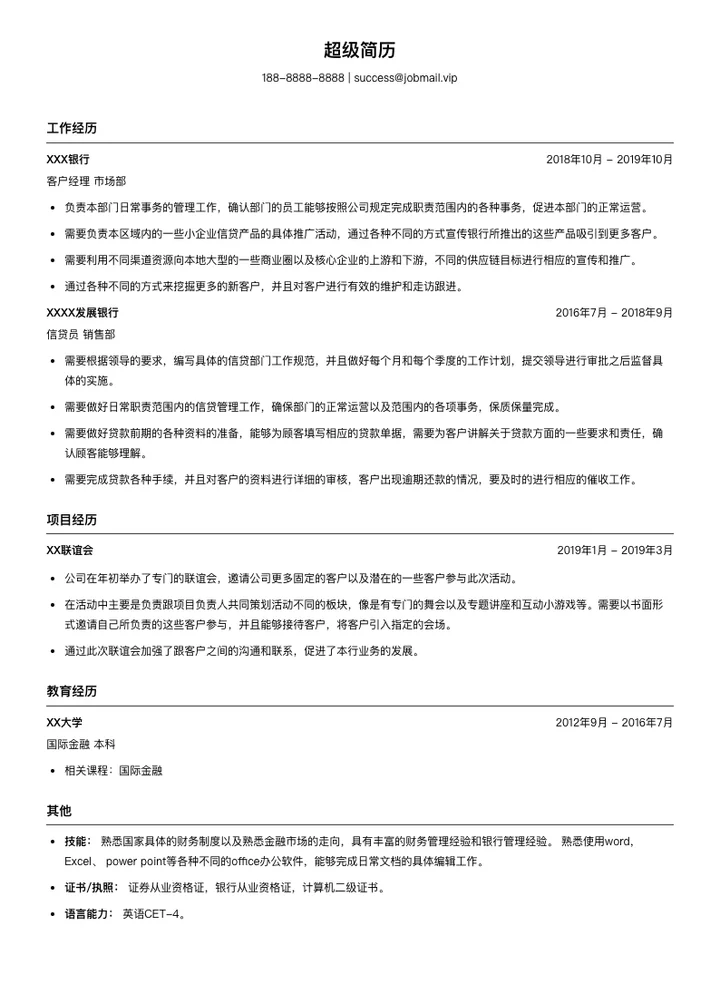 超级简历
188-8888-8888 | success@jobmail.vip
工作经历
XXX银行 2018年10月 - 2019年10月
客户经理 市场部
• 负责本部门日常事务的管理工作，确认部门的员工能够按照公司规定完成职责范围内的各种事务，促进本部门的正常运营。
• 需要负责本区域内的一些小企业信贷产品的具体推广活动，通过各种不同的方式宣传银行所推出的这些产品吸引到更多客户。
• 需要利用不同渠道资源向本地大型的一些商业圈以及核心企业的上游和下游，不同的供应链目标进行相应的宣传和推广。
• 通过各种不同的方式来挖掘更多的新客户，并且对客户进行有效的维护和走访跟进。
XXXX发展银行 2016年7月 - 2018年9月
信贷员 销售部
• 需要根据领导的要求，编写具体的信贷部门工作规范，并且做好每个月和每个季度的工作计划，提交领导进行审批之后监督具
体的实施。
• 需要做好日常职责范围内的信贷管理工作，确保部门的正常运营以及范围内的各项事务，保质保量完成。
• 需要做好贷款前期的各种资料的准备，能够为顾客填写相应的贷款单据，需要为客户讲解关于贷款方面的一些要求和责任，确
认顾客能够理解。
• 需要完成贷款各种手续，并且对客户的资料进行详细的审核，客户出现逾期还款的情况，要及时的进行相应的催收工作。
项目经历
XX联谊会 2019年1月 - 2019年3月
• 公司在年初举办了专门的联谊会，邀请公司更多固定的客户以及潜在的一些客户参与此次活动。
• 在活动中主要是负责跟项目负责人共同策划活动不同的板块，像是有专门的舞会以及专题讲座和互动小游戏等。需要以书面形
式邀请自己所负责的这些客户参与，并且能够接待客户，将客户引入指定的会场。
• 通过此次联谊会加强了跟客户之间的沟通和联系，促进了本行业务的发展。
教育经历
XX大学 2012年9月 - 2016年7月
国际金融 本科
• 相关课程：国际金融
其他
• 技能： 熟悉国家具体的财务制度以及熟悉金融市场的走向，具有丰富的财务管理经验和银行管理经验。 熟悉使用word,
Excel、 power point等各种不同的office办公软件，能够完成日常文档的具体编辑工作。
• 证书/执照： 证券从业资格证，银行从业资格证，计算机二级证书。
• 语言能力： 英语CET-4。